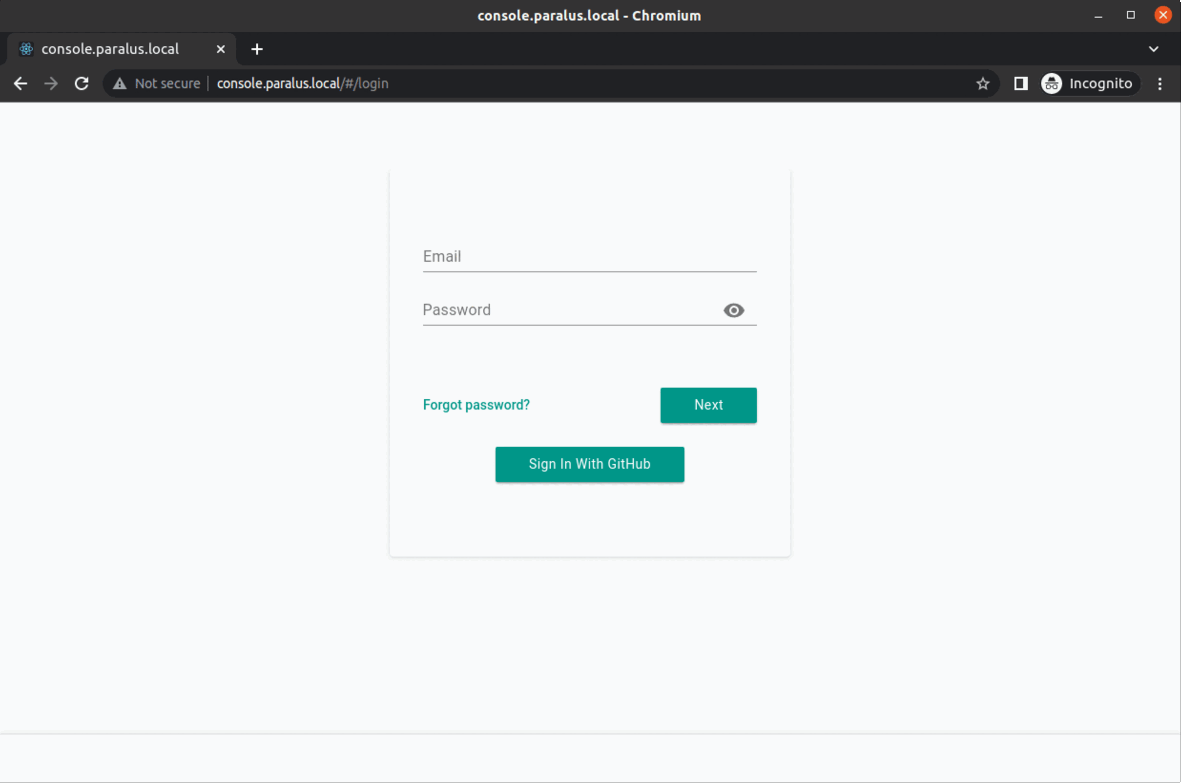 console.paralus.local - Chromium
console.paralus.local
Not secure console.paralus.local/#/login Incognito
Email
Password
Forgot password? Next
Sign In With GitHub